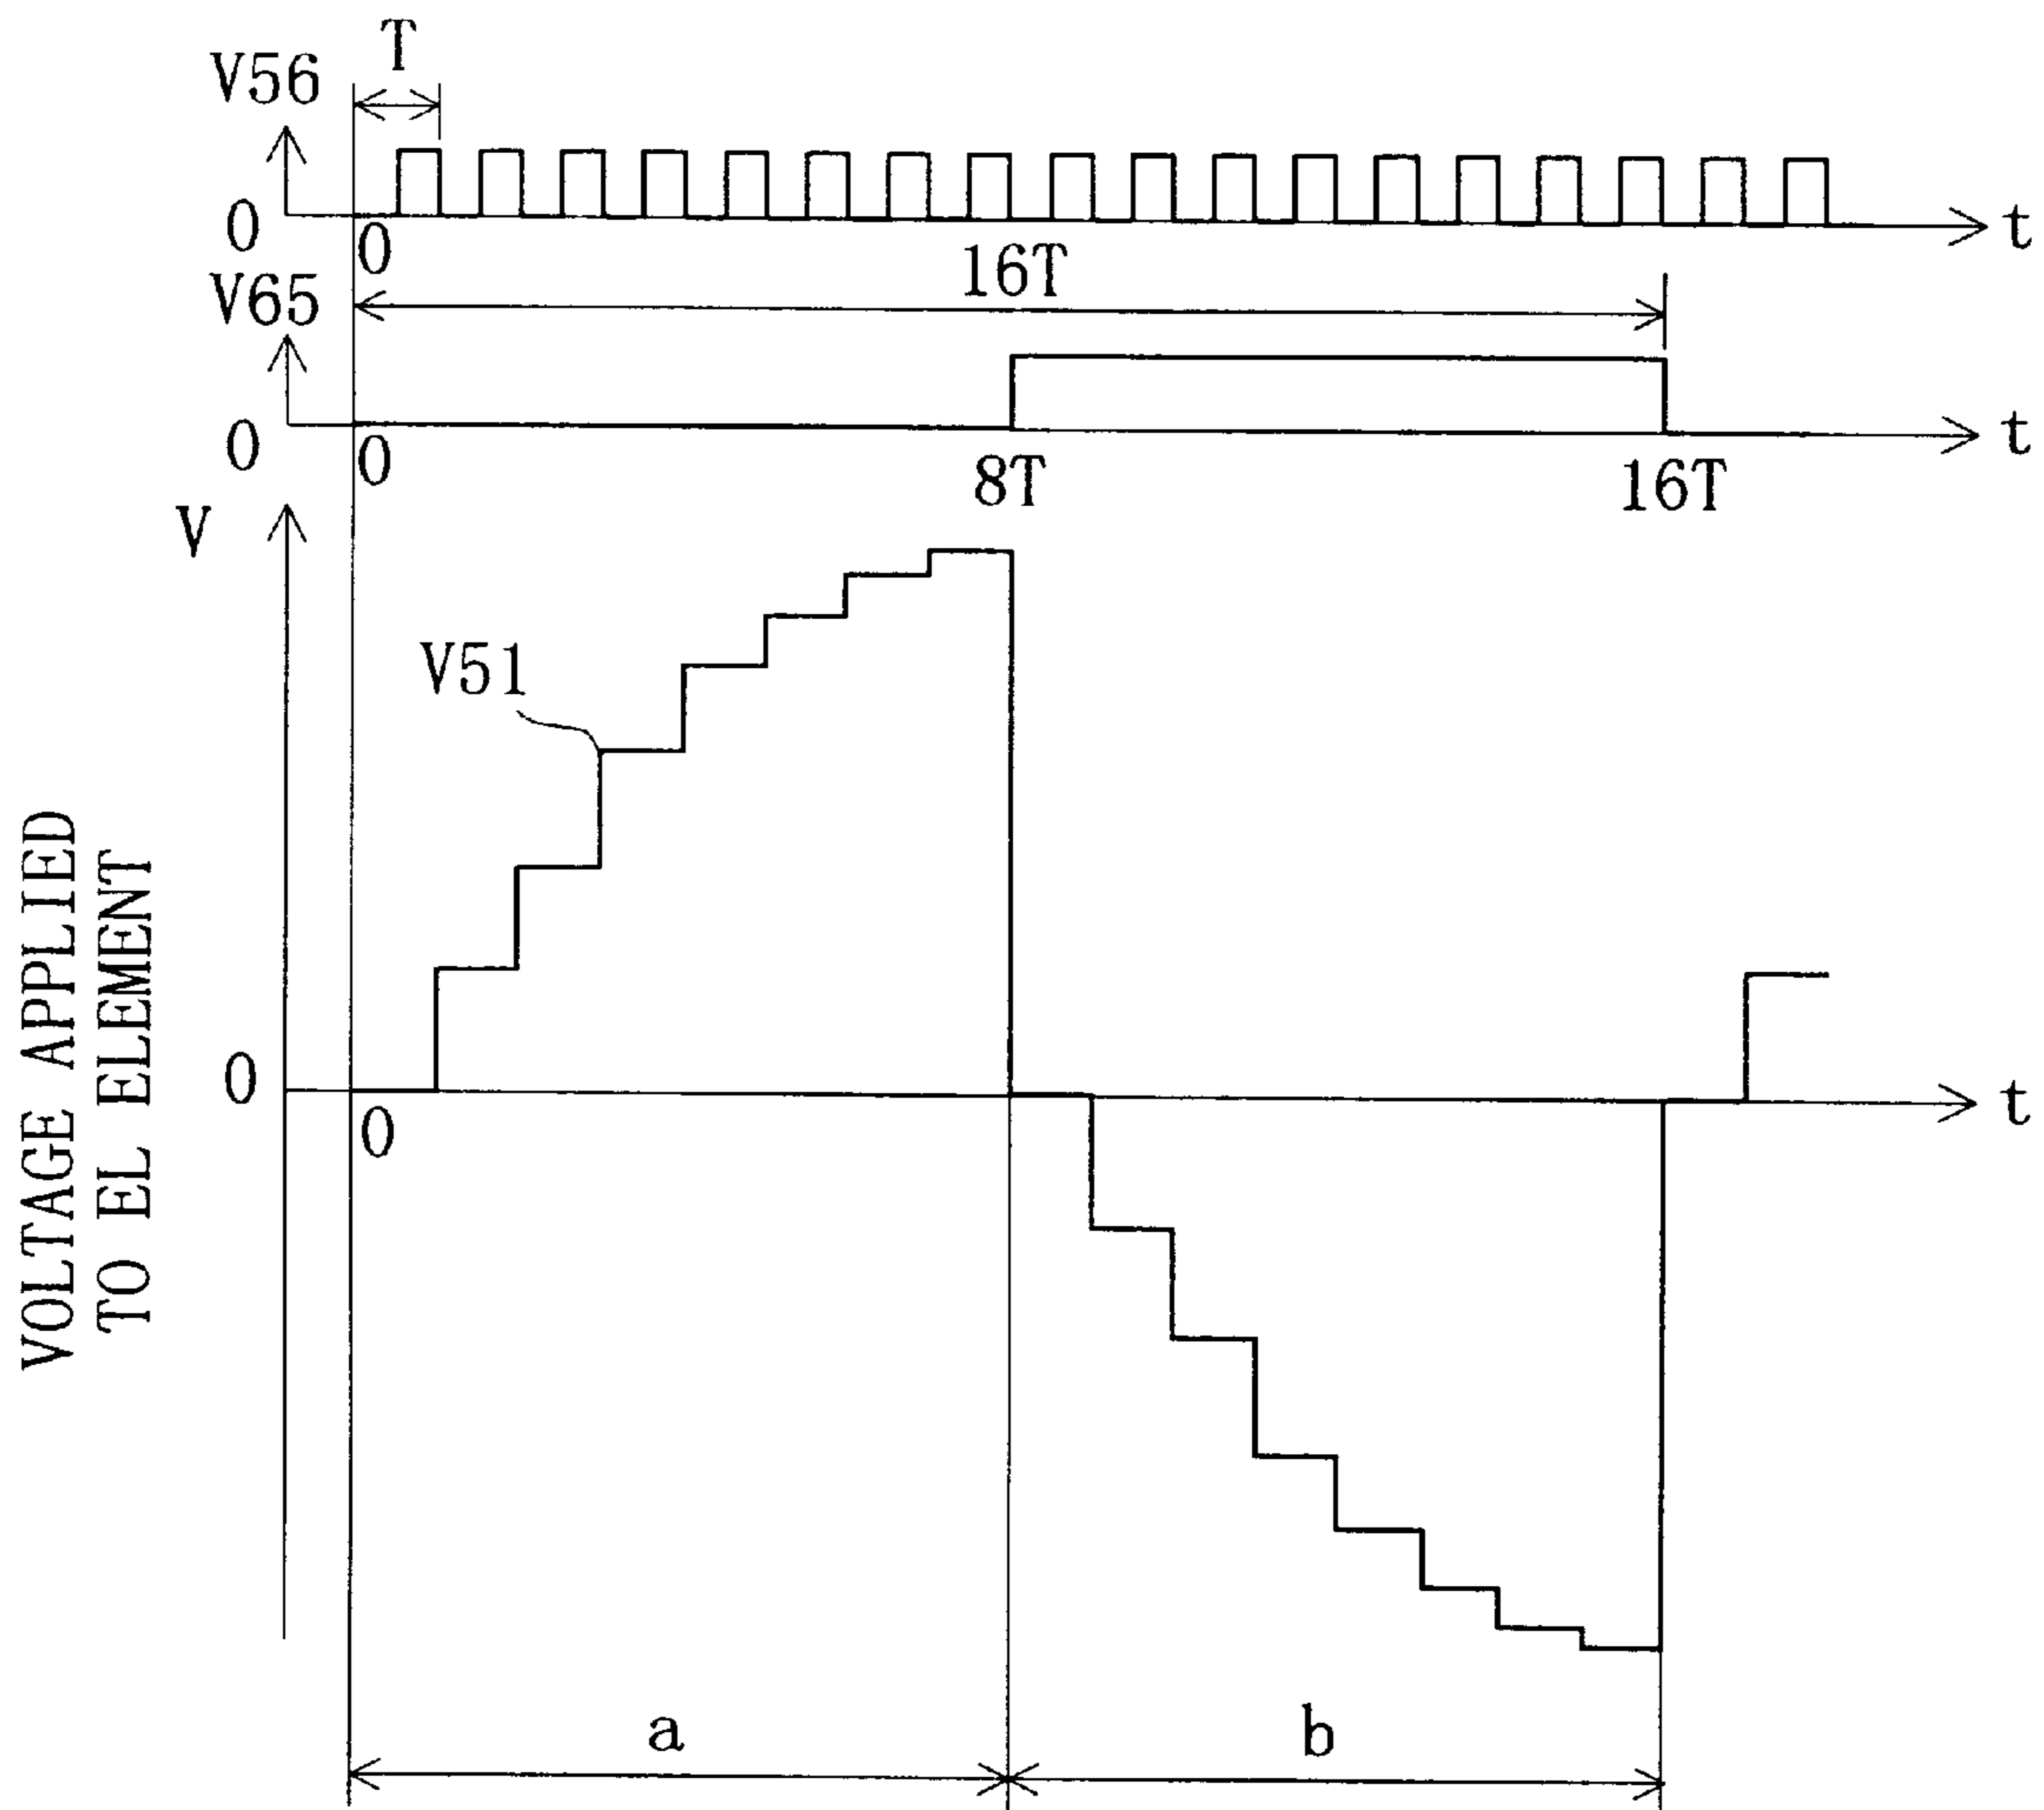 T
V56
0
0
t
16T
V65
0
0
t
8T
16T
V
V51
VOLTAGE APPLIED
TO EL ELEMENT
0
0
t
a
b